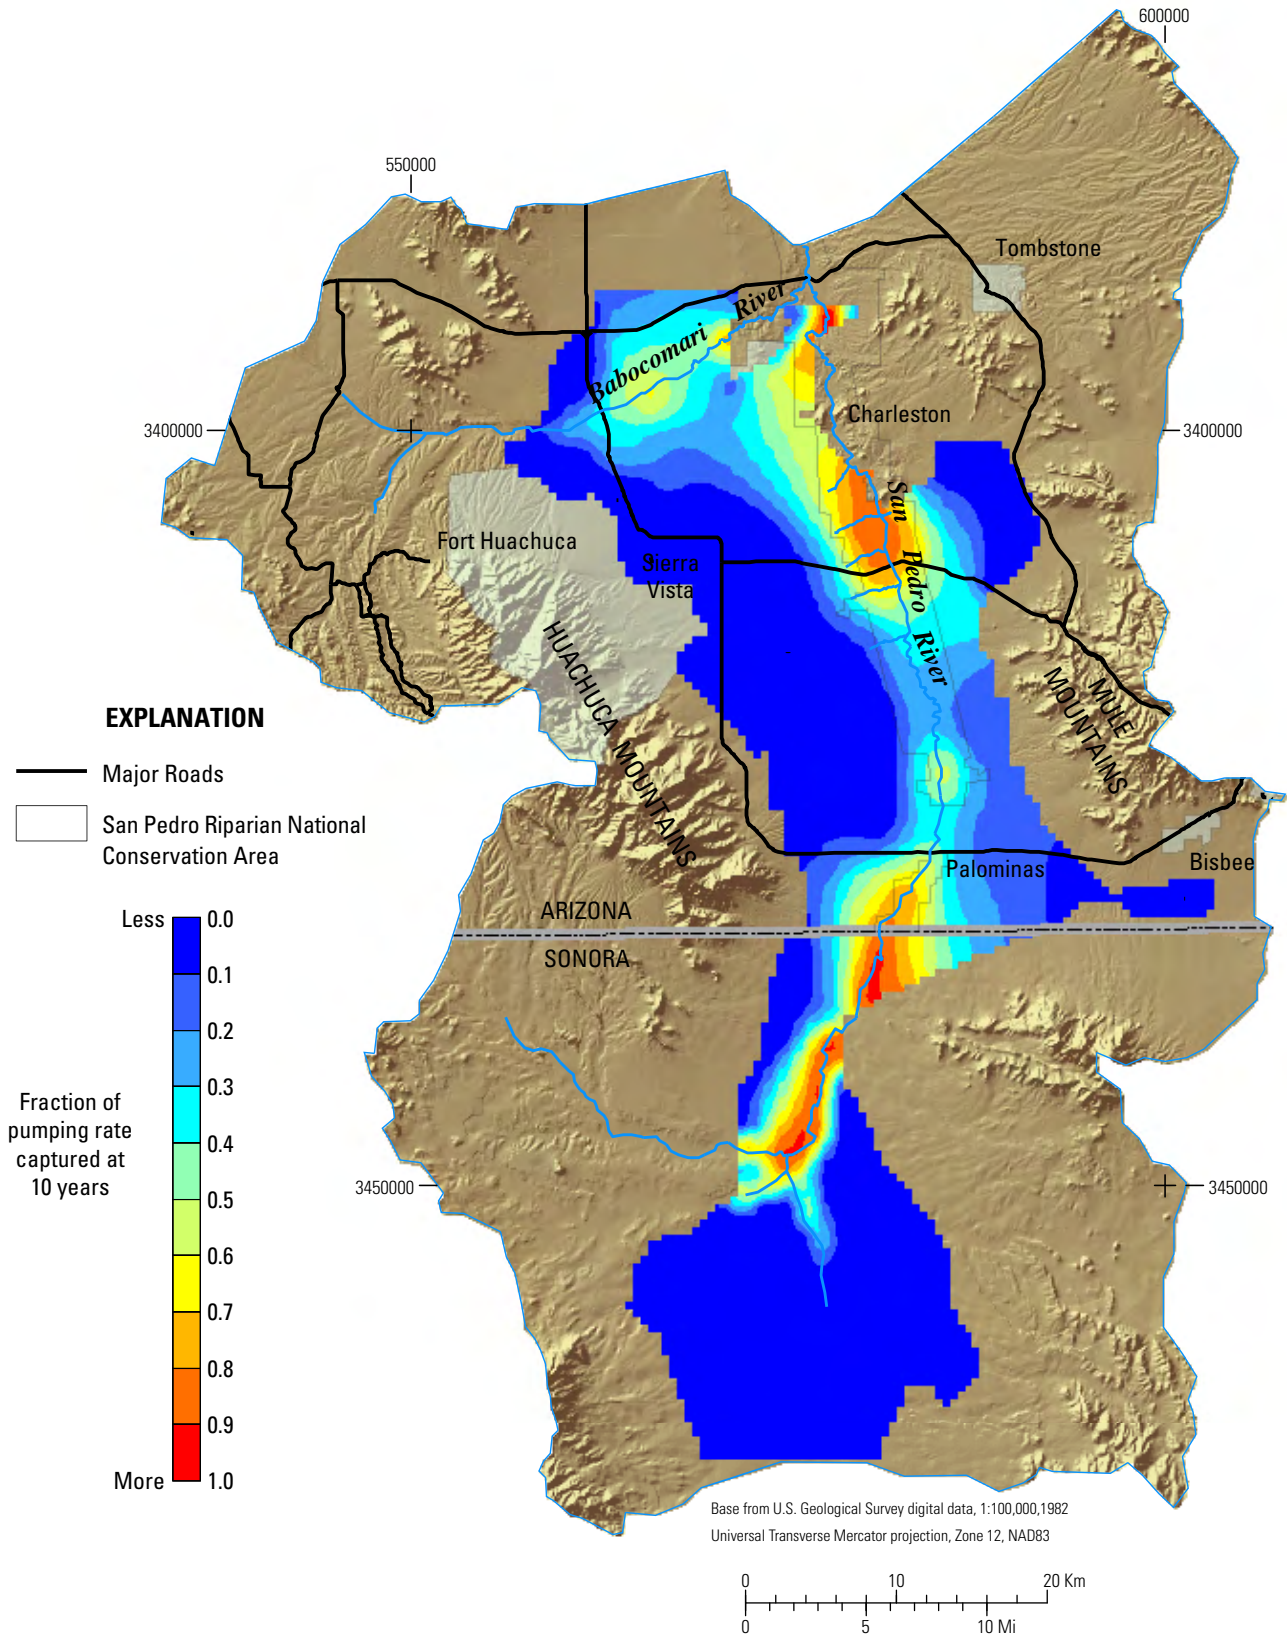 600000
550000
Tombstone
Babocomari River
Charleston
3400000
3400000
San Pedro River
Fort Huachuca
Sierra
Vista
HUACHUCA MOUNTAINS
MULE
MOUNTAINS
EXPLANATION
Major Roads
San Pedro Riparian National
Conservation Area
Palominas
Bisbee
ARIZONA
SONORA
Less
0.0
0.1
0.2
0.3
0.4
0.5
0.6
0.7
0.8
0.9
More
1.0
Fraction of
pumping rate
captured at
10 years
3450000
3450000
Base from U.S. Geological Survey digital data, 1:100,000,1982
Universal Transverse Mercator projection, Zone 12, NAD83
0 10 20 Km
0 5 10 Mi